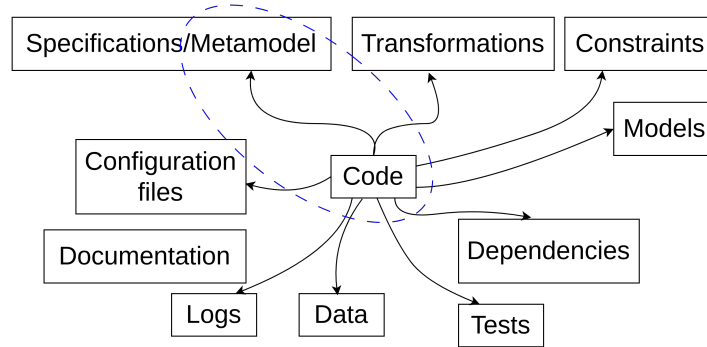 Specifications/Metamodel
Transformations
Constraints
Models
Configuration
files
Code
Documentation
Dependencies
Logs
Data
Tests